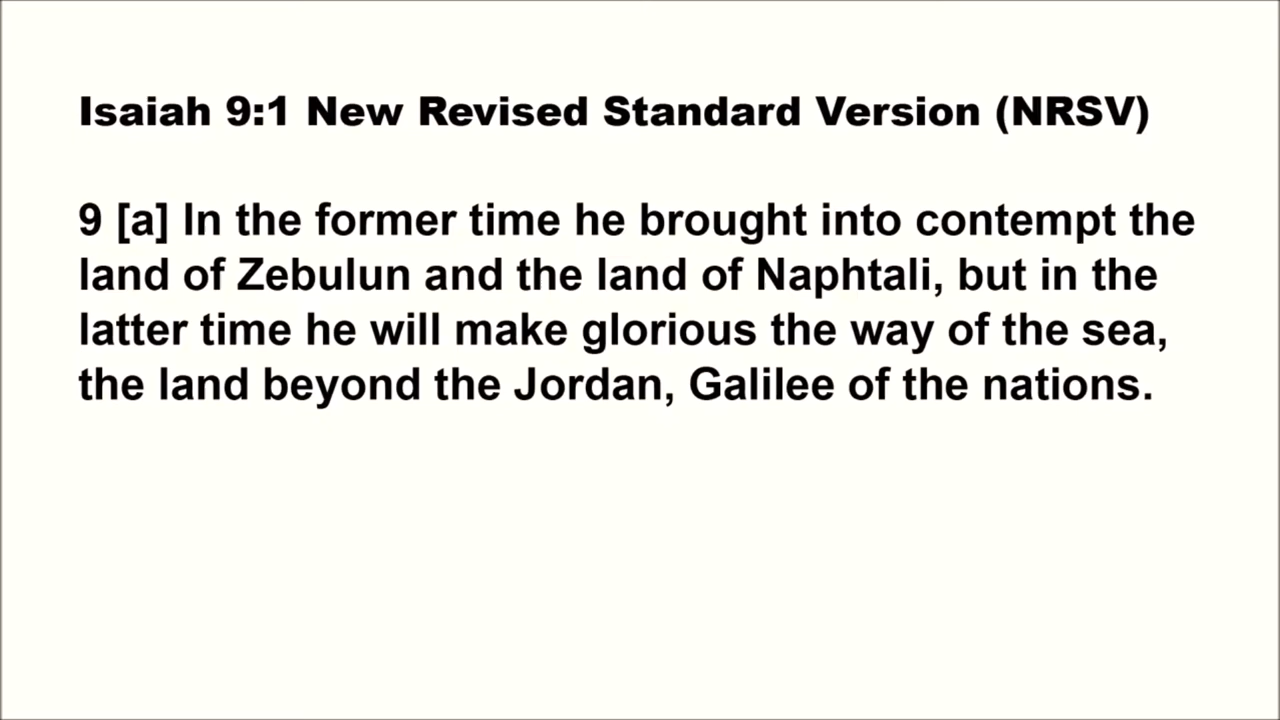 Isaiah 9:1 New Revised Standard Version (NRSV)
9 [a] In the former time he brought into contempt the
land of Zebulun and the land of Naphtali, but in the
latter time he will make glorious the way of the sea,
the land beyond the Jordan, Galilee of the nations.